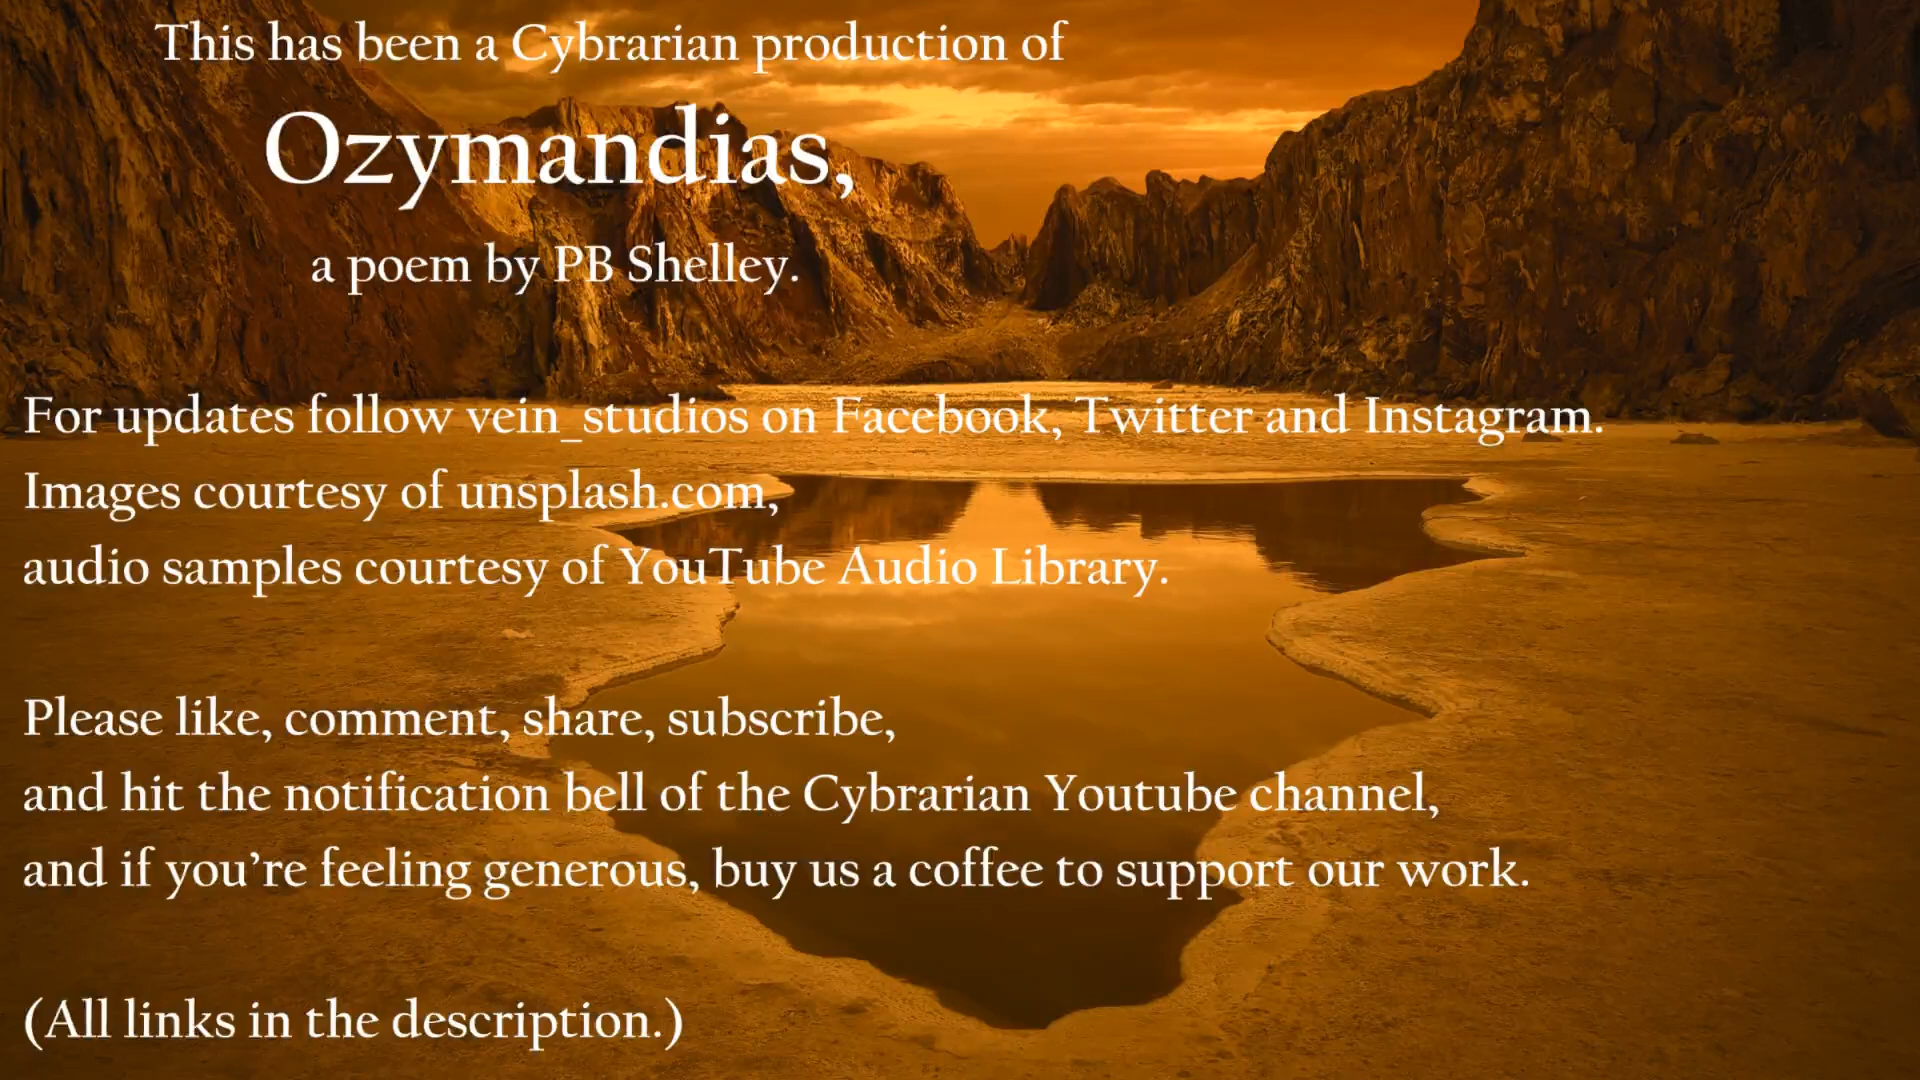 This has been a Cybrarian production of
Ozymandias,
a poem by PB Shelley.
For updates follow vein_studios on Facebook, Twitter and Instagram.
Images courtesy of unsplash.com,
audio samples courtesy of YouTube Audio Library.
Please like, comment, share, subscribe,
and hit the notification bell of the Cybrarian Youtube channel,
and if you're feeling generous, buy us a coffee to support our work.
(All links in the description.)